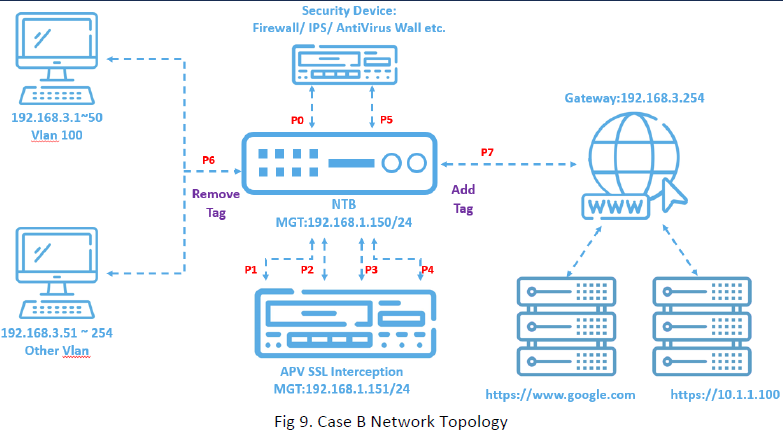 Security Device:
Firewall/ IPS/ AntiVirus Wall etc.
192.168.3.1~50
Vlan 100
P0
P5
Gateway:192.168.3.254
P6
P7
Remove
Tag
Add
Tag
WWW
NTB
MGT:192.168.1.150/24
P1
P2
P3
P4
192.168.3.51 ~ 254
Other Vlan
APV SSL Interception
MGT:192.168.1.151/24
https://www.google.com
https://10.1.1.100
Fig 9. Case B Network Topology